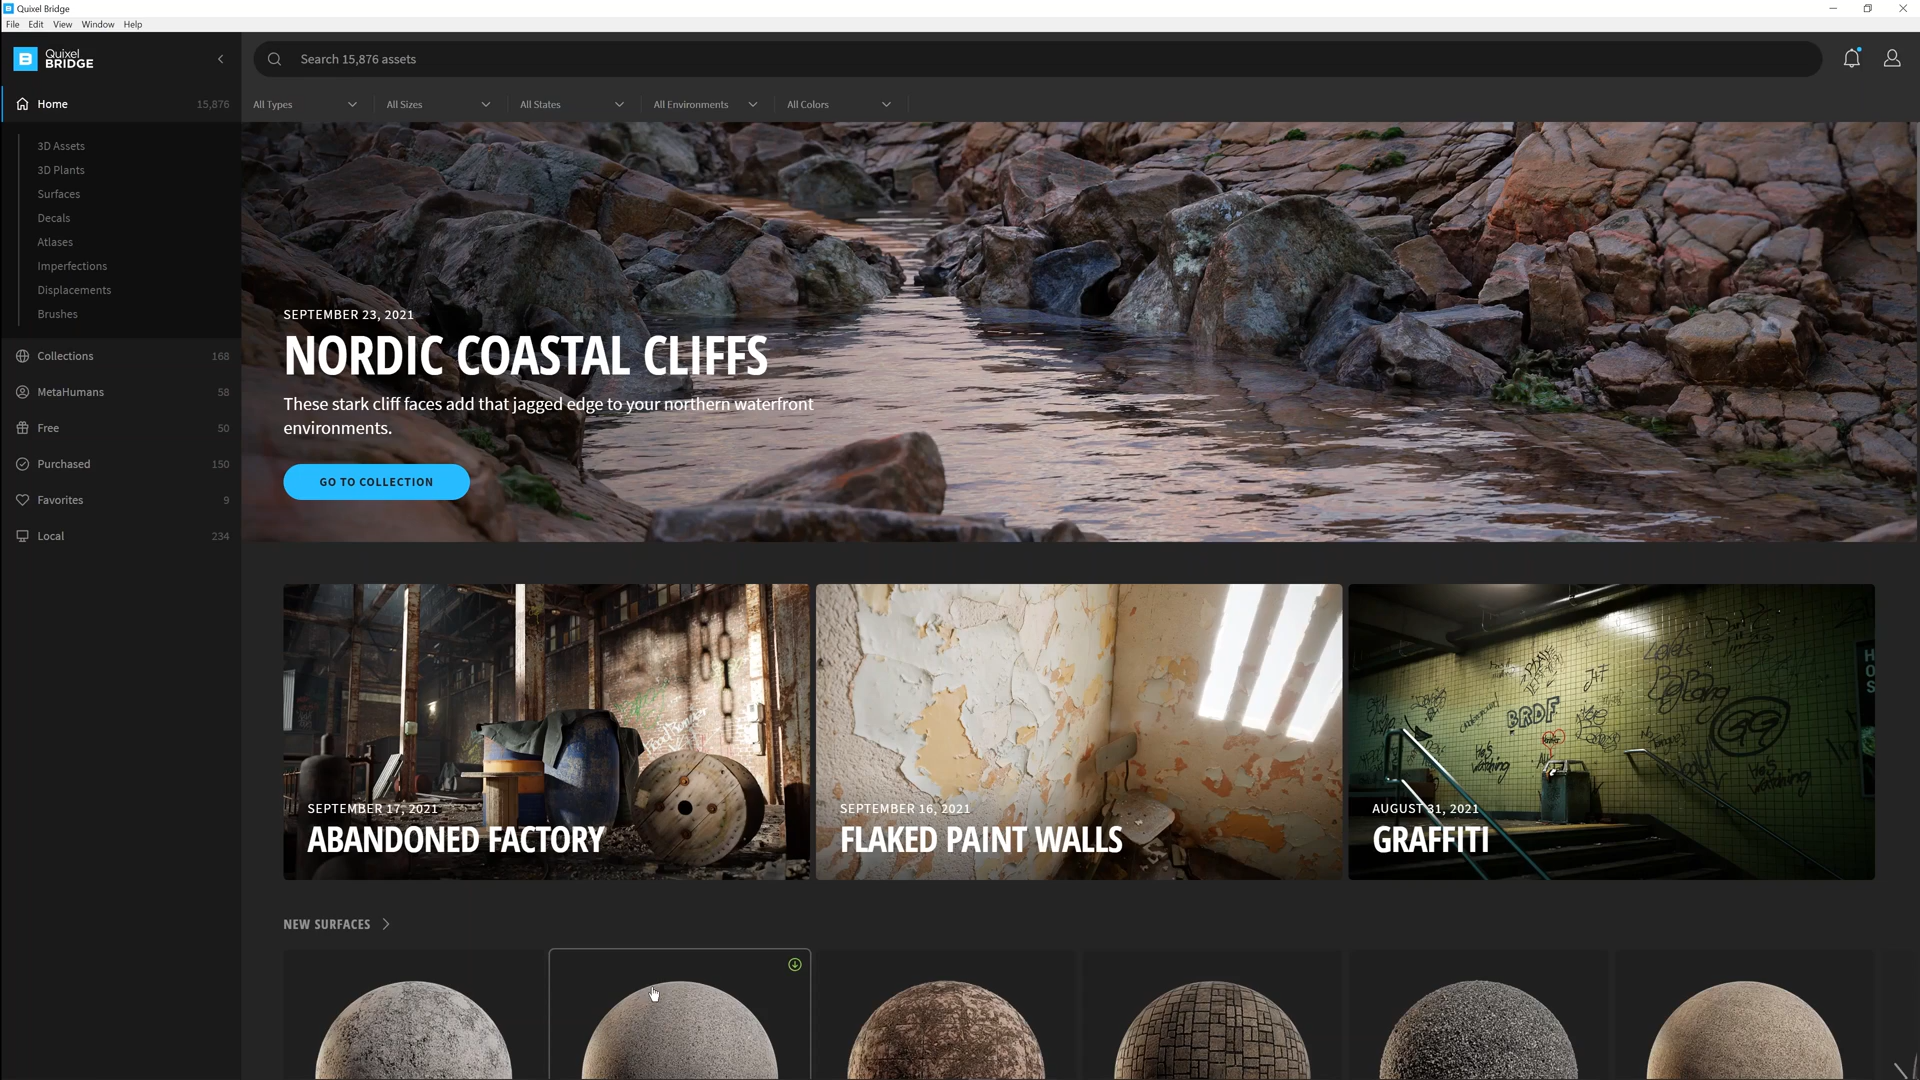 Quixel Bridge
File Edit View Window Help
Quixel
BRIDGE
Search 15,876 assets
Home 15,876
All Types All Sizes All States All Environments All Colors
3D Assets
3D Plants
Surfaces
Decals
Atlases
Imperfections
Displacements
Brushes
Collections 168
MetaHumans 58
Free 50
Purchased 150
Favorites 9
Local 234
SEPTEMBER 23, 2021
NORDIC COASTAL CLIFFS
These stark cliff faces add that jagged edge to your northern waterfront
environments.
GO TO COLLECTION
SEPTEMBER 17, 2021
ABANDONED FACTORY
SEPTEMBER 16, 2021
FLAKED PAINT WALLS
BRDF
GG
AUGUST 31, 2021
GRAFFITI
NEW SURFACES